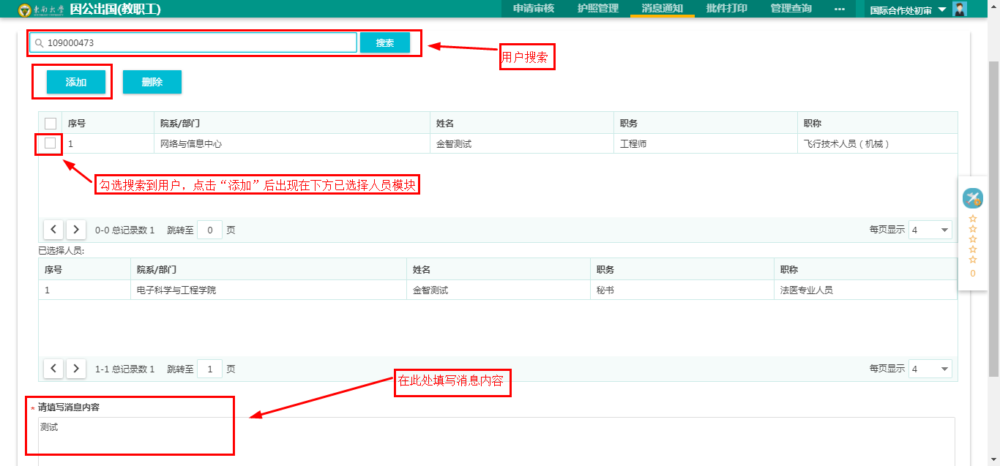 东南大学 因公出国(教职工) 申请审核 护照管理 消息通知 批件打印 管理查询 ··· 国际合作处初审
109000473 搜索
用户搜索
添加 删除
序号 院系/部门 姓名 职务 职称
1 网络与信息中心 金智测试 工程师 飞行技术人员（机械）
勾选搜索到用户，点击“添加”后出现在下方已选择人员模块
0-0 总记录数 1 跳转至 0 页 每页显示 4
已选择人员:
序号 院系/部门 姓名 职务 职称
0
1 电子科学与工程学院 金智测试 秘书 法医专业人员
1-1 总记录数 1 跳转至 1 页 每页显示 4
在此处填写消息内容
* 请填写消息内容
测试